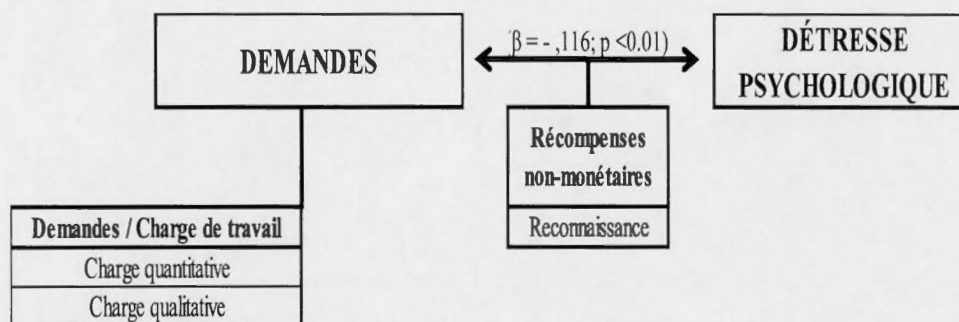 DEMANDES
β = - ,116; p <0.01)
DÉTRESSE
PSYCHOLOGIQUE
Récompenses
non-monétaires
Reconnaissance
Demandes / Charge de travail
Charge quantitative
Charge qualitative